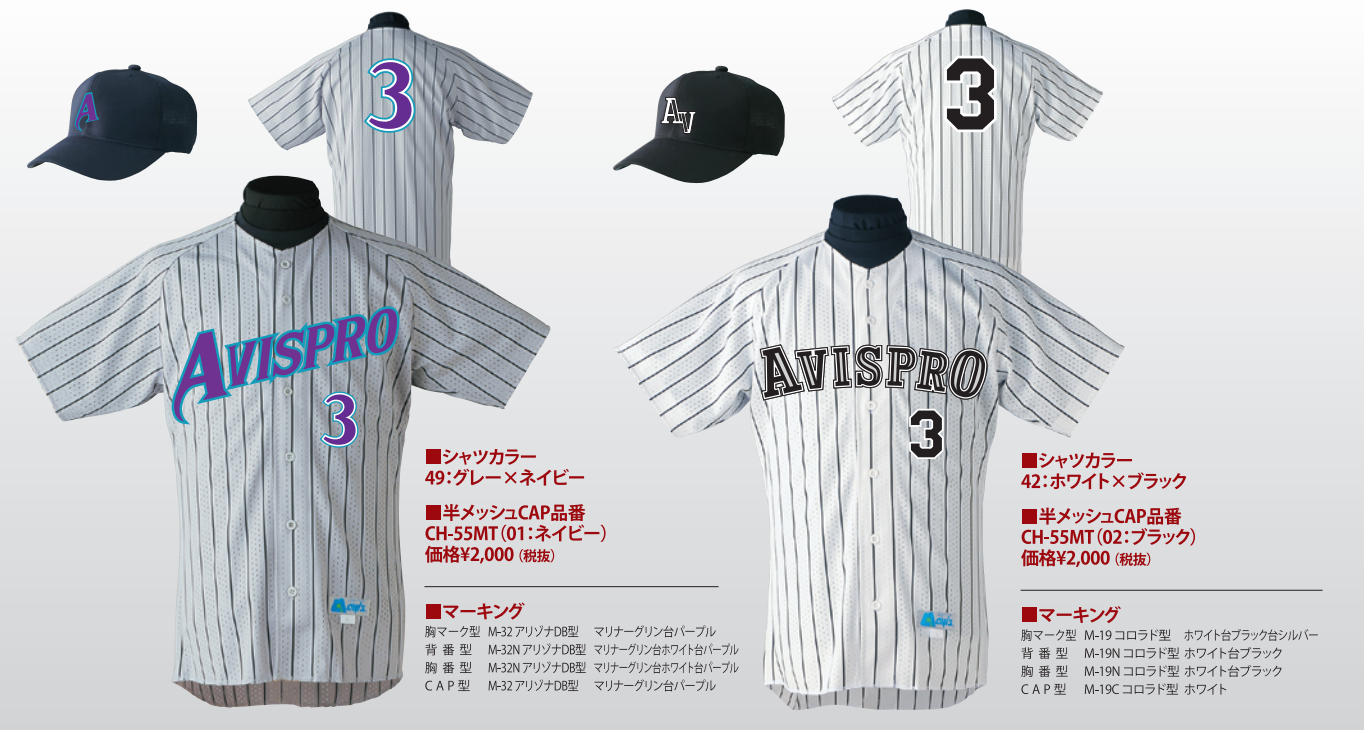 A
3
AVISPRO
3
■シャツカラー
49：グレー×ネイビー
■半メッシュCAP品番
CH-55MT（01：ネイビー）
価格¥2,000（税抜）
■マーキング
胸マーク型 M-32 アリゾナDB型 マリナーグリン台パープル
背 番 型 M-32N アリゾナDB型 マリナーグリン台ホワイト台パープル
胸 番 型 M-32N アリゾナDB型 マリナーグリン台ホワイト台パープル
C A P 型 M-32 アリゾナDB型 マリナーグリン台パープル
AV
3
AVISPRO
3
■シャツカラー
42：ホワイト×ブラック
■半メッシュCAP品番
CH-55MT（02：ブラック）
価格¥2,000（税抜）
■マーキング
胸マーク型 M-19 コロラド型 ホワイト台ブラック台シルバー
背 番 型 M-19N コロラド型 ホワイト台ブラック
胸 番 型 M-19N コロラド型 ホワイト台ブラック
C A P 型 M-19C コロラド型 ホワイト